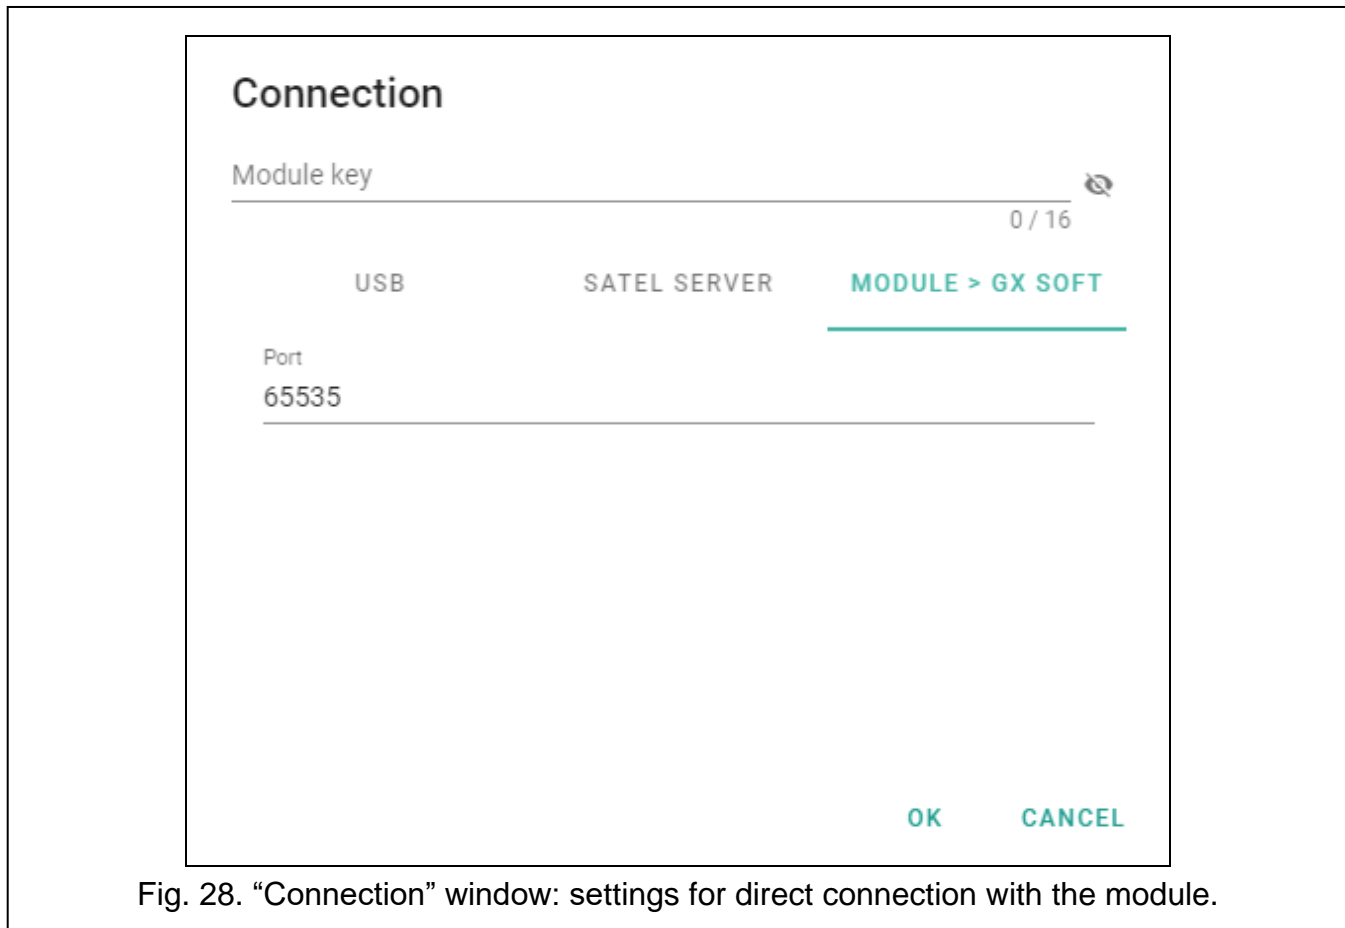 Connection
Module key
0 / 16
USB SATEL SERVER MODULE > GX SOFT
Port
65535
OK CANCEL
Fig. 28. “Connection” window: settings for direct connection with the module.